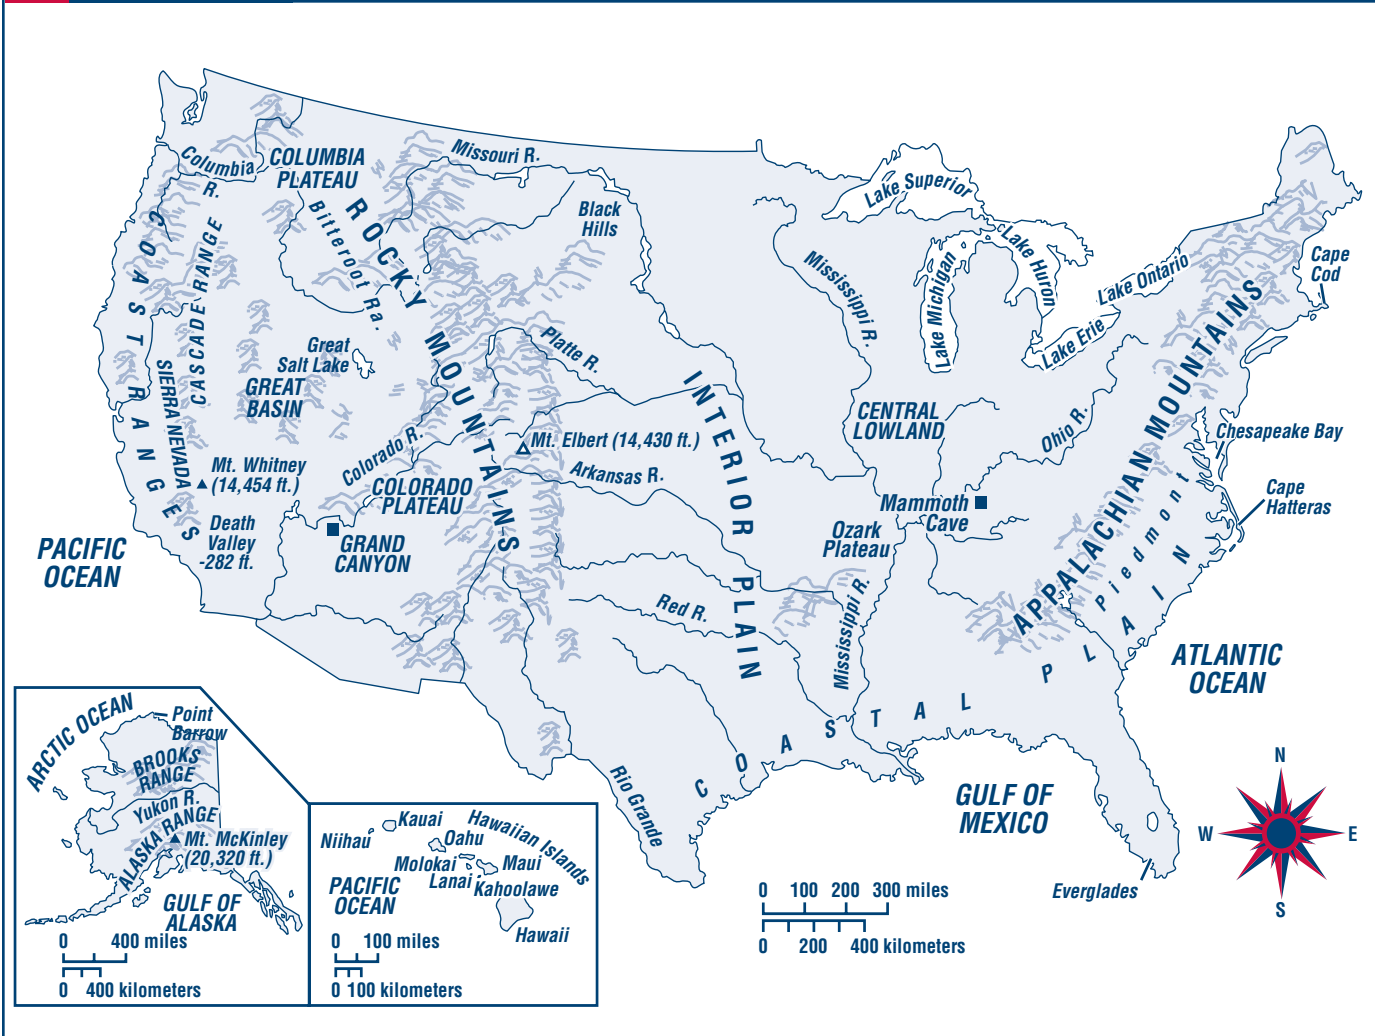 Columbia
R.
COLUMBIA
PLATEAU
Missouri R.
ROCKY MOUNTAINS
Bitteroot Ra.
Black
Hills
COAST RANGES
CASCADE RANGE
SIERRA NEVADA
Great
Salt Lake
GREAT
BASIN
Platte R.
Mt. Elbert (14,430 ft.)
Colorado R.
Arkansas R.
COLORADO
PLATEAU
Mt. Whitney
(14,454 ft.)
Death
Valley
-282 ft.
GRAND
CANYON
PACIFIC
OCEAN
Red R.
INTERIOR PLAIN
Rio Grande
Lake Superior
Lake Michigan
Lake Huron
Lake Ontario
Lake Erie
Mississippi R.
CENTRAL
LOWLAND
Ohio R.
Mammoth
Cave
Ozark
Plateau
Mississippi R.
APPALACHIAN MOUNTAINS
Piedmont
COASTAL PLAIN
Cape
Cod
Chesapeake Bay
Cape
Hatteras
ATLANTIC
OCEAN
GULF OF
MEXICO
Everglades
N
W
E
S
0 100 200 300 miles
0 200 400 kilometers
ARCTIC OCEAN
Point
Barrow
BROOKS
RANGE
Yukon R.
ALASKA RANGE
Mt. McKinley
(20,320 ft.)
GULF OF
ALASKA
0 400 miles
0 400 kilometers
Kauai
Niihau
Oahu
Hawaiian Islands
Molokai
Maui
Lanai
Kahoolawe
PACIFIC
OCEAN
Hawaii
0 100 miles
0 100 kilometers